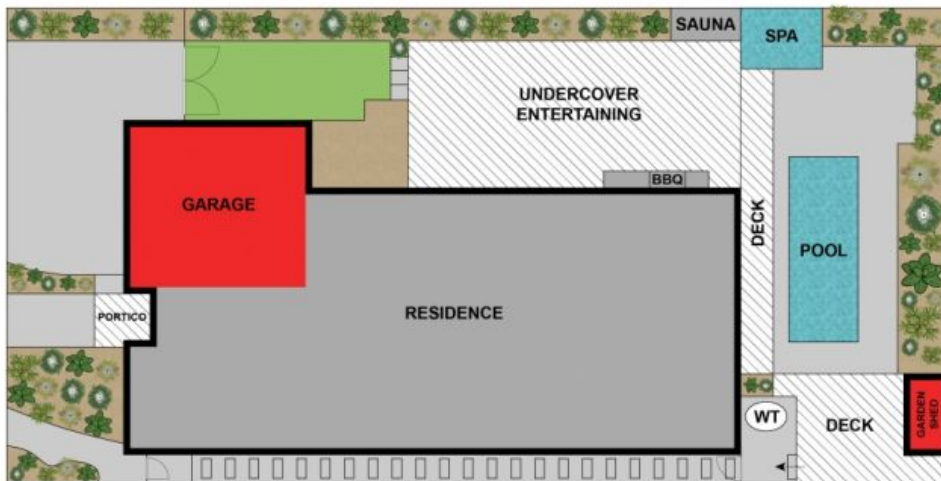 SAUNA
SPA
UNDERCOVER
ENTERTAINING
BBQ
GARAGE
DECK
POOL
RESIDENCE
PORTICO
WT
DECK
GARDEN
SHED